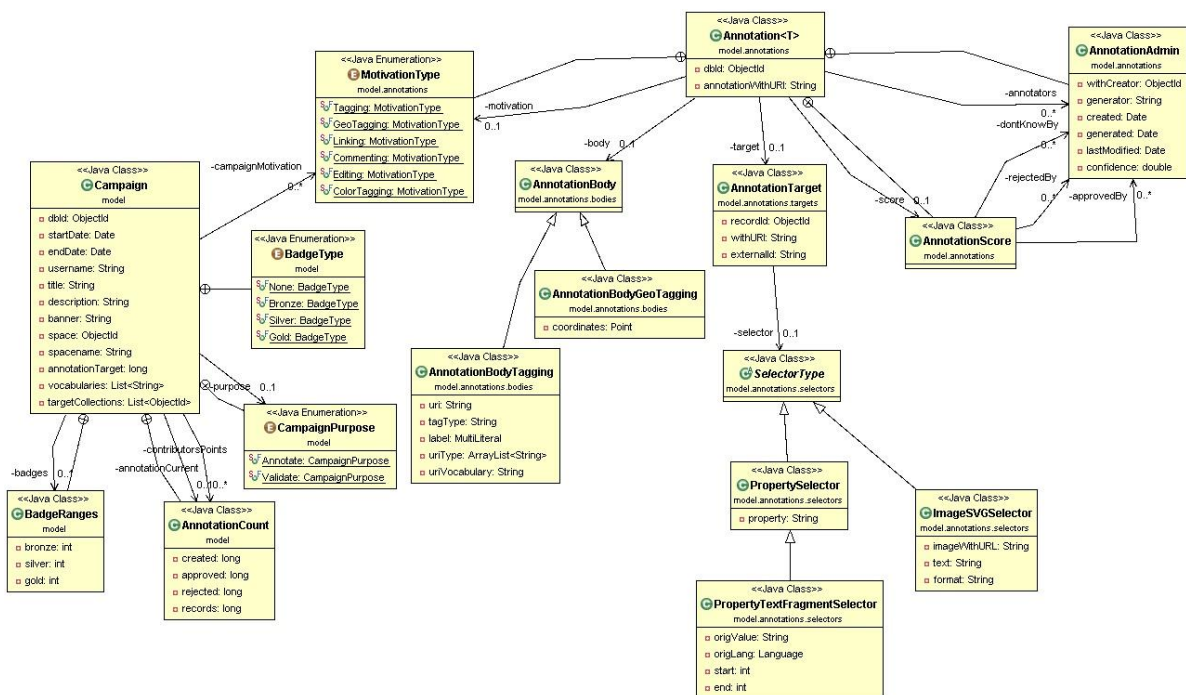 <<Java Class>>
Annotation<T>
model.annotations
dbId: ObjectId
annotationWithURI: String
<<Java Class>>
AnnotationAdmin
model.annotations
withCreator: ObjectId
generator: String
created: Date
generated: Date
lastModified: Date
confidence: double
<<Java Enumeration>>
MotivationType
model.annotations
Tagging: MotivationType
GeoTagging: MotivationType
Linking: MotivationType
Commenting: MotivationType
Editing: MotivationType
ColorTagging: MotivationType
-motivation
0..1
-annotators
0..*
-dontKnowBy
0..*
-body
0..1
-target
0..1
-rejectedBy
0..1
-approvedBy
0..*
-score
0..1
-campaignMotivation
0..*
<<Java Class>>
Campaign
model
dbId: ObjectId
startDate: Date
endDate: Date
username: String
title: String
description: String
banner: String
space: ObjectId
spacename: String
annotationTarget: long
vocabularies: List<String>
targetCollections: List<ObjectId>
<<Java Class>>
AnnotationBody
model.annotations.bodies
<<Java Class>>
AnnotationTarget
model.annotations.targets
recordId: ObjectId
withURI: String
externalId: String
<<Java Class>>
AnnotationScore
model.annotations
<<Java Enumeration>>
BadgeType
model
None: BadgeType
Bronze: BadgeType
Silver: BadgeType
Gold: BadgeType
<<Java Class>>
AnnotationBodyGeoTagging
model.annotations.bodies
coordinates: Point
-selector
0..1
<<Java Class>>
AnnotationBodyTagging
model.annotations.bodies
uri: String
tagType: String
label: MultiLiteral
uriType: ArrayList<String>
uriVocabulary: String
<<Java Class>>
SelectorType
model.annotations.selectors
-purpose
0..1
<<Java Enumeration>>
CampaignPurpose
model
Annotate: CampaignPurpose
Validate: CampaignPurpose
-contributorsPoints
-badges
0..1
-annotationCurrent
0..1
0..*
<<Java Class>>
BadgeRanges
model
bronze: int
silver: int
gold: int
<<Java Class>>
AnnotationCount
model
created: long
approved: long
rejected: long
records: long
<<Java Class>>
PropertySelector
model.annotations.selectors
property: String
<<Java Class>>
ImageSVGSelector
model.annotations.selectors
imageWithURL: String
text: String
format: String
<<Java Class>>
PropertyTextFragmentSelector
model.annotations.selectors
origValue: String
origLang: Language
start: int
end: int